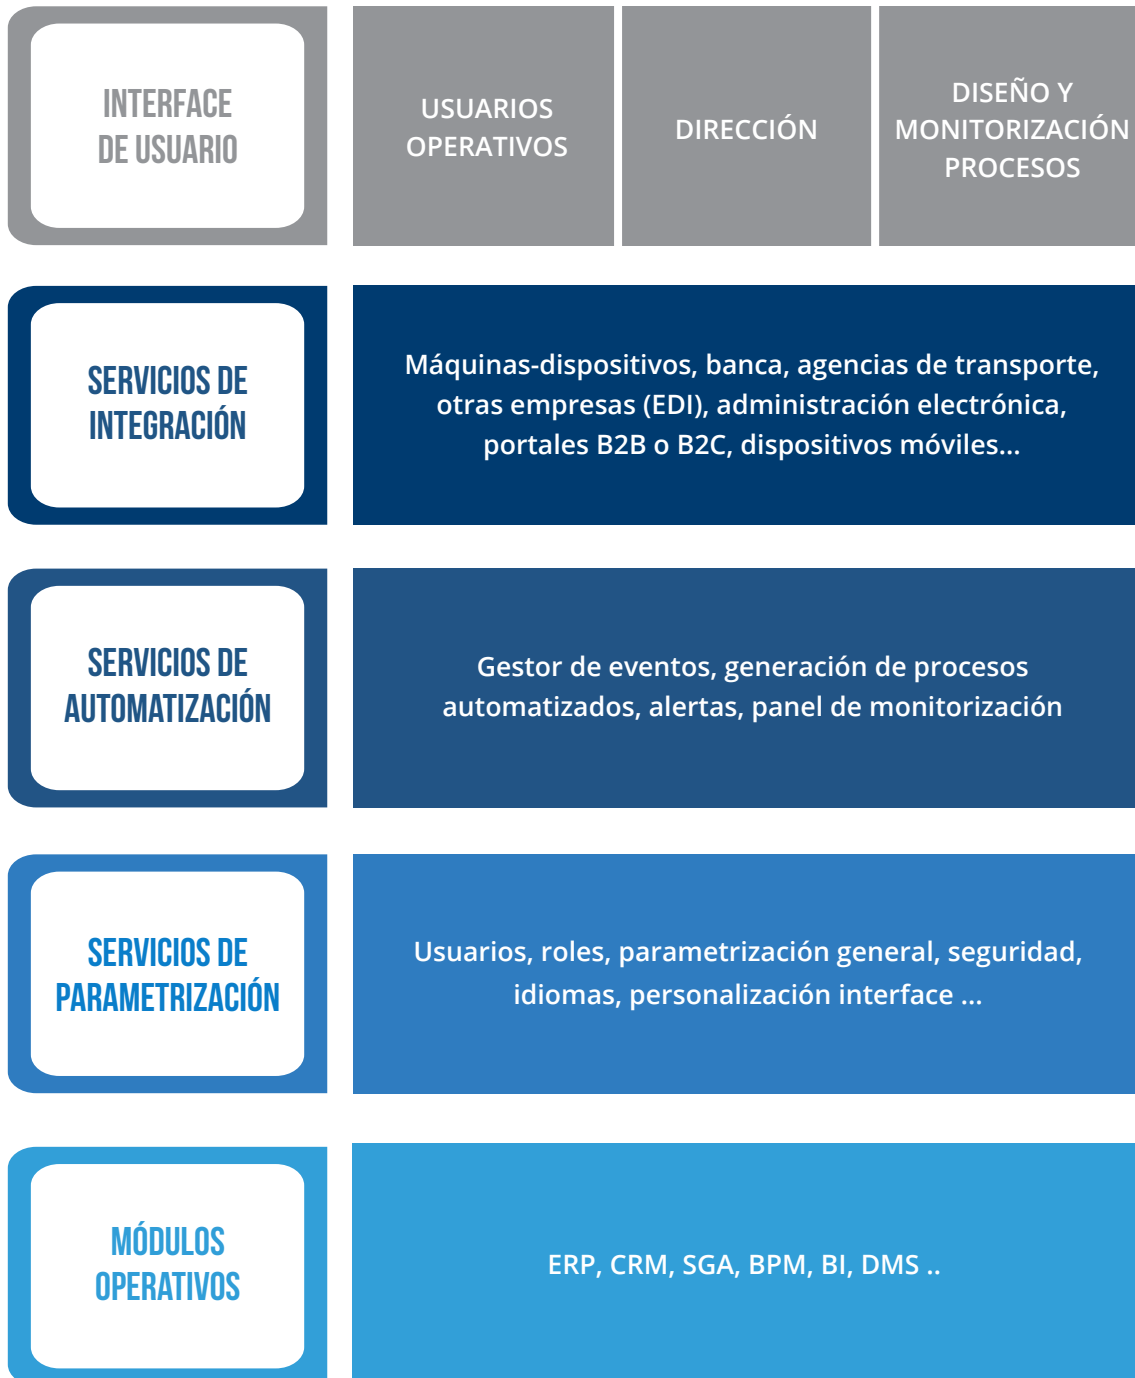 INTERFACE
DE USUARIO
USUARIOS
OPERATIVOS
DIRECCIÓN
DISEÑO Y
MONITORIZACIÓN
PROCESOS
SERVICIOS DE
INTEGRACIÓN
Máquinas-dispositivos, banca, agencias de transporte,
otras empresas (EDI), administración electrónica,
portales B2B o B2C, dispositivos móviles...
SERVICIOS DE
AUTOMATIZACIÓN
Gestor de eventos, generación de procesos
automatizados, alertas, panel de monitorización
SERVICIOS DE
PARAMETRIZACIÓN
Usuarios, roles, parametrización general, seguridad,
idiomas, personalización interface ...
MÓDULOS
OPERATIVOS
ERP, CRM, SGA, BPM, BI, DMS ..